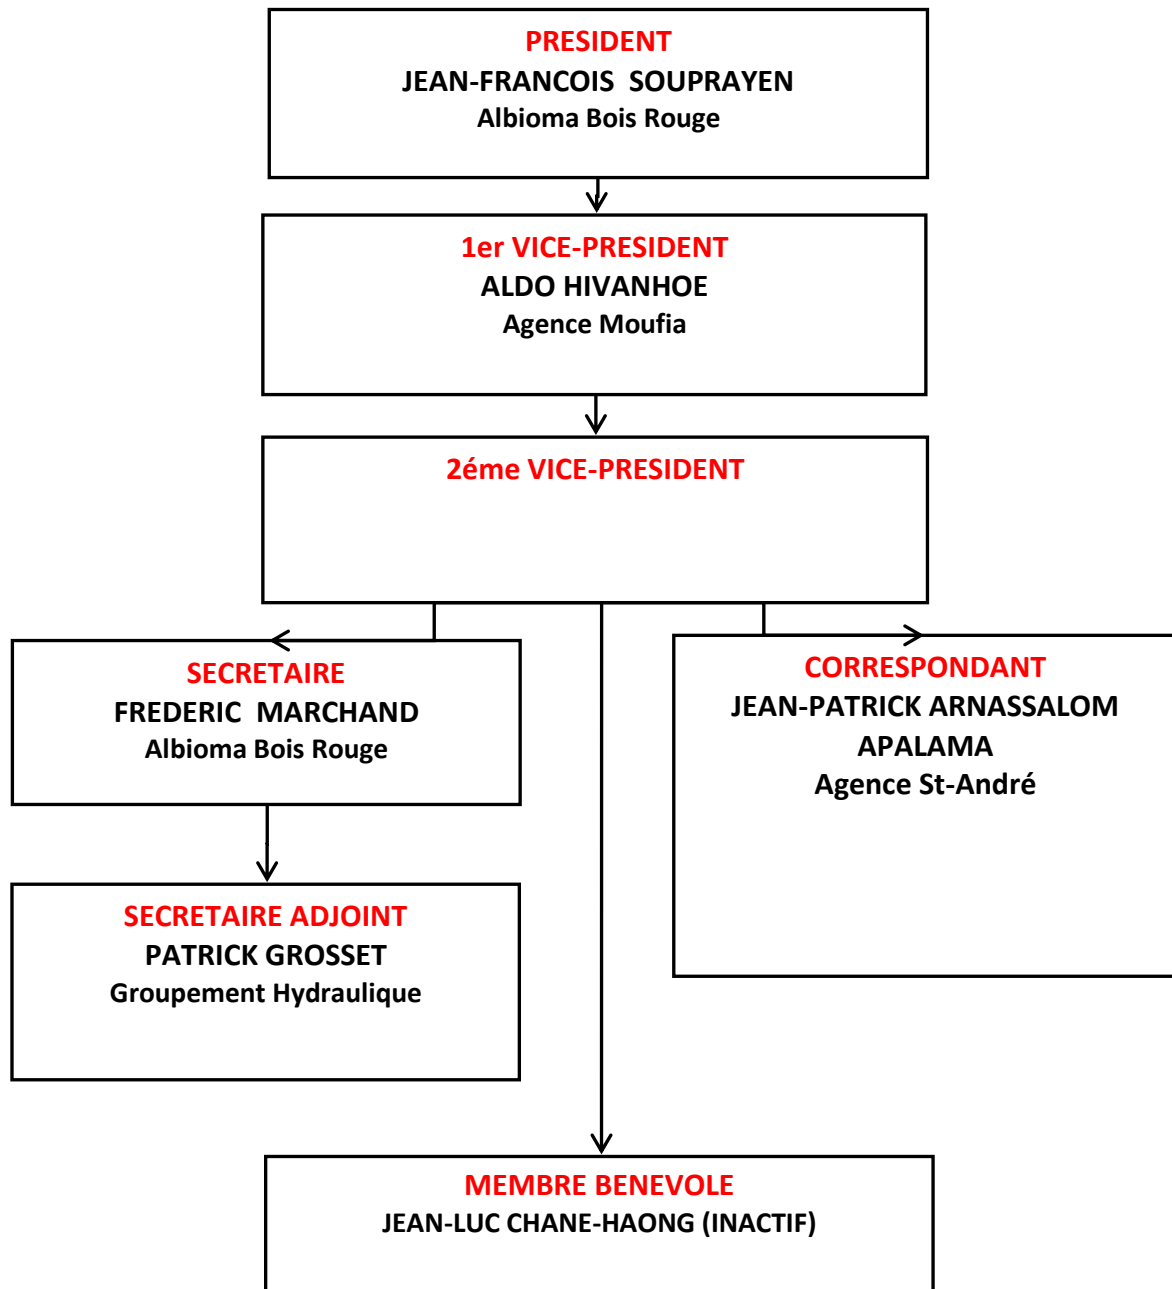 PRESIDENT
JEAN-FRANCOIS SOUPRAYEN
Albioma Bois Rouge
1er VICE-PRESIDENT
ALDO HIVANHOE
Agence Moufia
2éme VICE-PRESIDENT
SECRETAIRE
FREDERIC MARCHAND
Albioma Bois Rouge
CORRESPONDANT
JEAN-PATRICK ARNASSALOM
APALAMA
Agence St-André
SECRETAIRE ADJOINT
PATRICK GROSSET
Groupement Hydraulique
MEMBRE BENEVOLE
JEAN-LUC CHANE-HAONG (INACTIF)